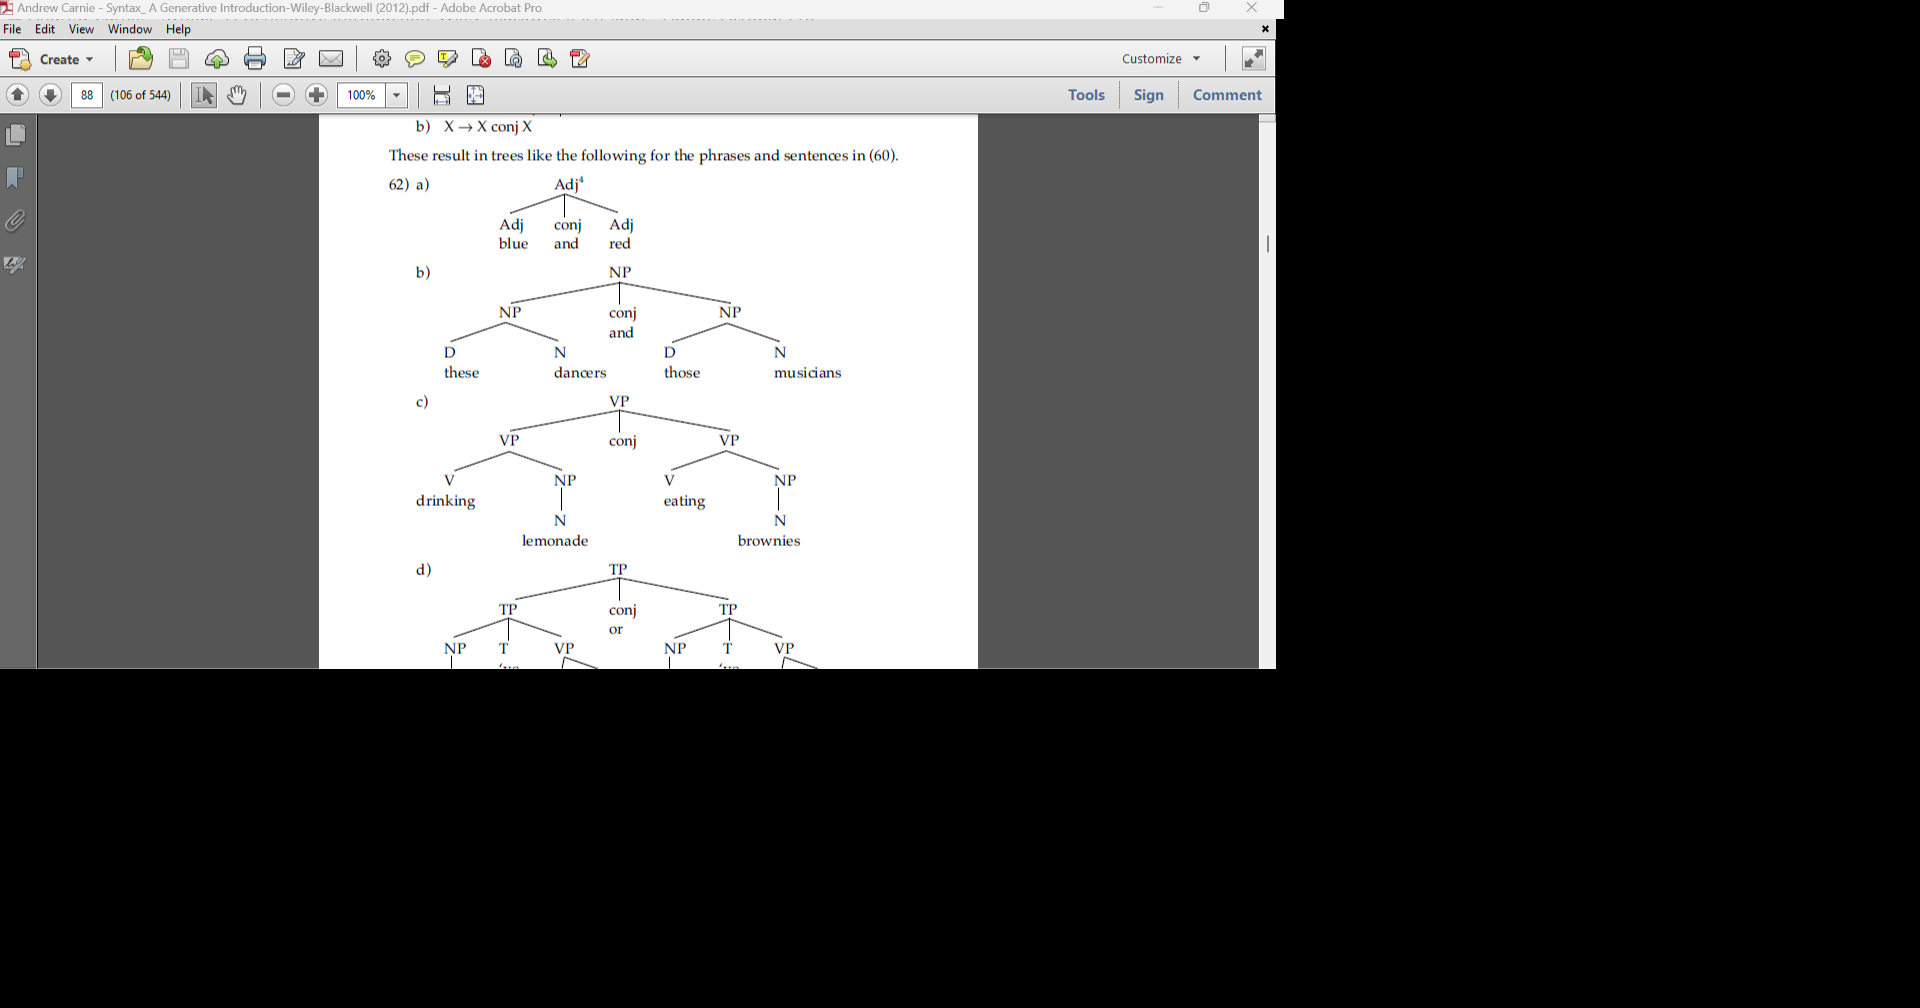 Andrew Carnie - Syntax_ A Generative Introduction-Wiley-Blackwell (2012).pdf - Adobe Acrobat Pro
File Edit View Window Help
Create
Customize
88 (106 of 544) 100% Tools Sign Comment
b) X → X conj X
These result in trees like the following for the phrases and sentences in (60).
62) a) Adj⁴
Adj conj Adj
blue and red
b) NP
NP conj NP
and
D N D N
these dancers those musicians
c) VP
VP conj VP
V NP V NP
drinking eating
N N
lemonade brownies
d) TP
TP conj TP
or
NP T VP NP T VP